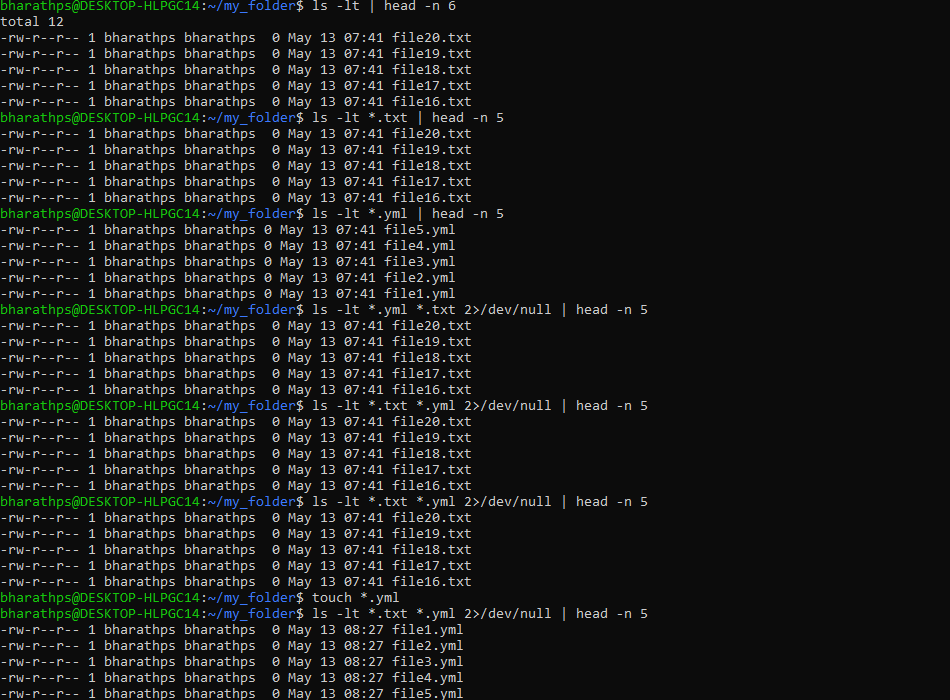 bharathps@DESKTOP-HLPGC14:~/my_folder$ ls -lt | head -n 6
total 12
-rw-r--r-- 1 bharathps bharathps  0 May 13 07:41 file20.txt
-rw-r--r-- 1 bharathps bharathps  0 May 13 07:41 file19.txt
-rw-r--r-- 1 bharathps bharathps  0 May 13 07:41 file18.txt
-rw-r--r-- 1 bharathps bharathps  0 May 13 07:41 file17.txt
-rw-r--r-- 1 bharathps bharathps  0 May 13 07:41 file16.txt
bharathps@DESKTOP-HLPGC14:~/my_folder$ ls -lt *.txt | head -n 5
-rw-r--r-- 1 bharathps bharathps  0 May 13 07:41 file20.txt
-rw-r--r-- 1 bharathps bharathps  0 May 13 07:41 file19.txt
-rw-r--r-- 1 bharathps bharathps  0 May 13 07:41 file18.txt
-rw-r--r-- 1 bharathps bharathps  0 May 13 07:41 file17.txt
-rw-r--r-- 1 bharathps bharathps  0 May 13 07:41 file16.txt
bharathps@DESKTOP-HLPGC14:~/my_folder$ ls -lt *.yml | head -n 5
-rw-r--r-- 1 bharathps bharathps 0 May 13 07:41 file5.yml
-rw-r--r-- 1 bharathps bharathps 0 May 13 07:41 file4.yml
-rw-r--r-- 1 bharathps bharathps 0 May 13 07:41 file3.yml
-rw-r--r-- 1 bharathps bharathps 0 May 13 07:41 file2.yml
-rw-r--r-- 1 bharathps bharathps 0 May 13 07:41 file1.yml
bharathps@DESKTOP-HLPGC14:~/my_folder$ ls -lt *.yml *.txt 2>/dev/null | head -n 5
-rw-r--r-- 1 bharathps bharathps  0 May 13 07:41 file20.txt
-rw-r--r-- 1 bharathps bharathps  0 May 13 07:41 file19.txt
-rw-r--r-- 1 bharathps bharathps  0 May 13 07:41 file18.txt
-rw-r--r-- 1 bharathps bharathps  0 May 13 07:41 file17.txt
-rw-r--r-- 1 bharathps bharathps  0 May 13 07:41 file16.txt
bharathps@DESKTOP-HLPGC14:~/my_folder$ ls -lt *.txt *.yml 2>/dev/null | head -n 5
-rw-r--r-- 1 bharathps bharathps  0 May 13 07:41 file20.txt
-rw-r--r-- 1 bharathps bharathps  0 May 13 07:41 file19.txt
-rw-r--r-- 1 bharathps bharathps  0 May 13 07:41 file18.txt
-rw-r--r-- 1 bharathps bharathps  0 May 13 07:41 file17.txt
-rw-r--r-- 1 bharathps bharathps  0 May 13 07:41 file16.txt
bharathps@DESKTOP-HLPGC14:~/my_folder$ ls -lt *.txt *.yml 2>/dev/null | head -n 5
-rw-r--r-- 1 bharathps bharathps  0 May 13 07:41 file20.txt
-rw-r--r-- 1 bharathps bharathps  0 May 13 07:41 file19.txt
-rw-r--r-- 1 bharathps bharathps  0 May 13 07:41 file18.txt
-rw-r--r-- 1 bharathps bharathps  0 May 13 07:41 file17.txt
-rw-r--r-- 1 bharathps bharathps  0 May 13 07:41 file16.txt
bharathps@DESKTOP-HLPGC14:~/my_folder$ touch *.yml
bharathps@DESKTOP-HLPGC14:~/my_folder$ ls -lt *.txt *.yml 2>/dev/null | head -n 5
-rw-r--r-- 1 bharathps bharathps  0 May 13 08:27 file1.yml
-rw-r--r-- 1 bharathps bharathps  0 May 13 08:27 file2.yml
-rw-r--r-- 1 bharathps bharathps  0 May 13 08:27 file3.yml
-rw-r--r-- 1 bharathps bharathps  0 May 13 08:27 file4.yml
-rw-r--r-- 1 bharathps bharathps  0 May 13 08:27 file5.yml